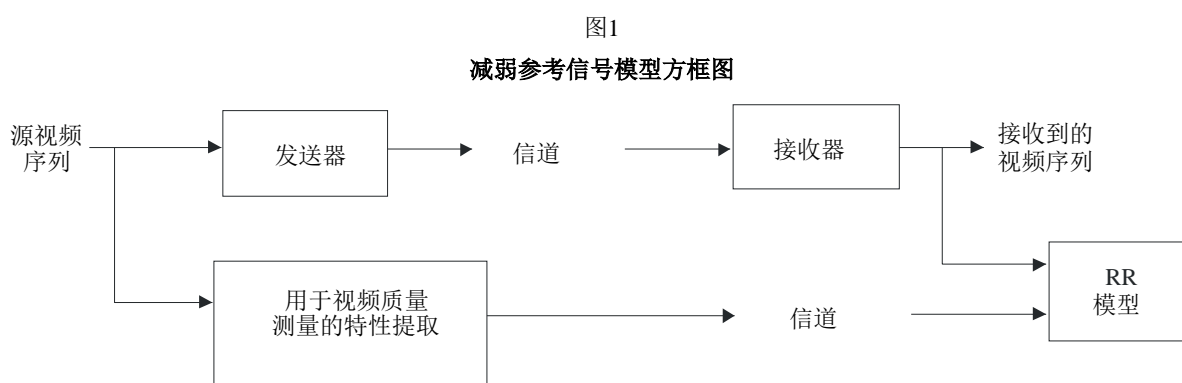 图1
减弱参考信号模型方框图
源视频
序列
发送器
信道
接收器
接收到的
视频序列
用于视频质量
测量的特性提取
信道
RR
模型